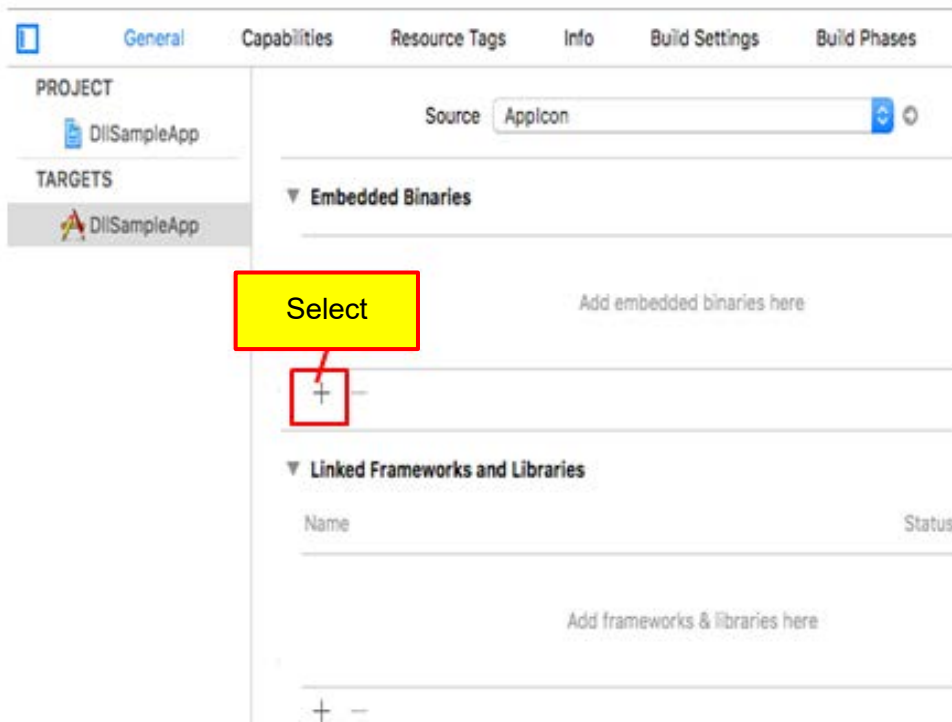 General Capabilities Resource Tags Info Build Settings Build Phases
PROJECT
DllSampleApp
TARGETS
DllSampleApp
Source AppIcon
Embedded Binaries
Add embedded binaries here
Select
+ −
Linked Frameworks and Libraries
Name Status
Add frameworks & libraries here
+ −